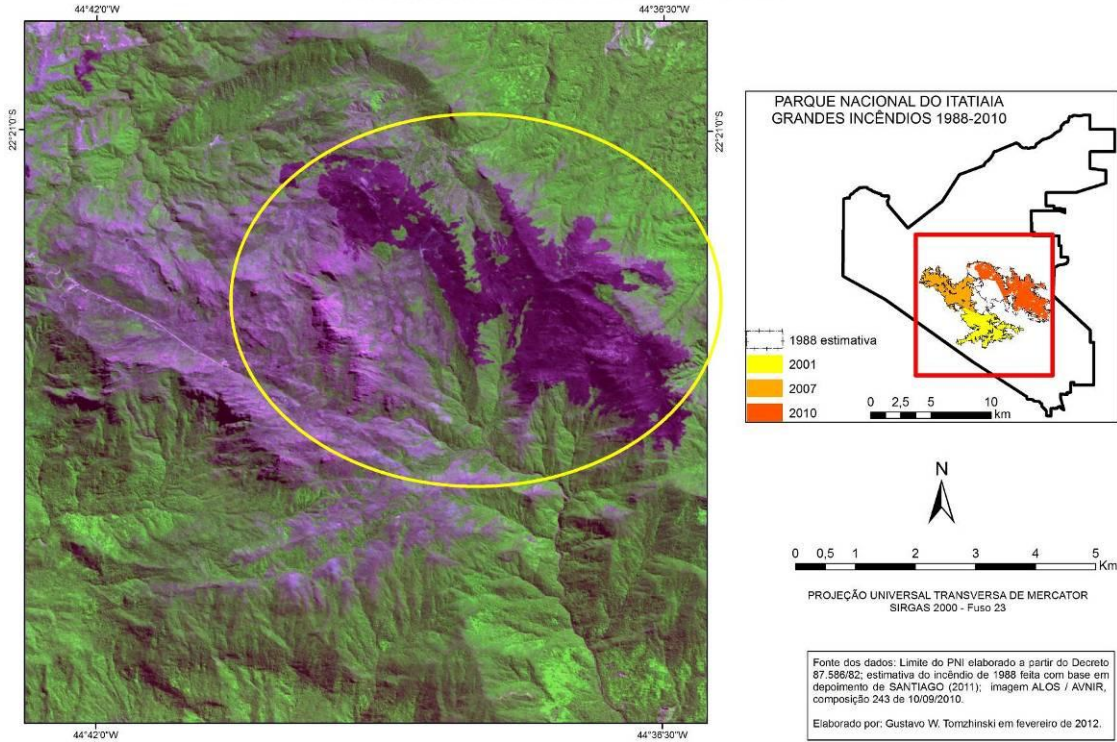 44°42'0"W
44°36'30"W
22°21'0"S
22°21'0"S
44°42'0"W
44°36'30"W
PARQUE NACIONAL DO ITATIAIA
GRANDES INCÊNDIOS 1988-2010
1988 estimativa
2001
2007
2010
0 2,5 5 10
km
N
0 0,5 1 2 3 4 5
Km
PROJEÇÃO UNIVERSAL TRANSVERSA DE MERCATOR
SIRGAS 2000 - Fuso 23
Fonte dos dados: Limite do PNI elaborado a partir do Decreto
87.586/82; estimativa do incêndio de 1988 feita com base em
depoimento de SANTIAGO (2011); imagem ALOS / AVNIR,
composição 243 de 10/09/2010.
Elaborado por: Gustavo W. Tomzhinski em fevereiro de 2012.